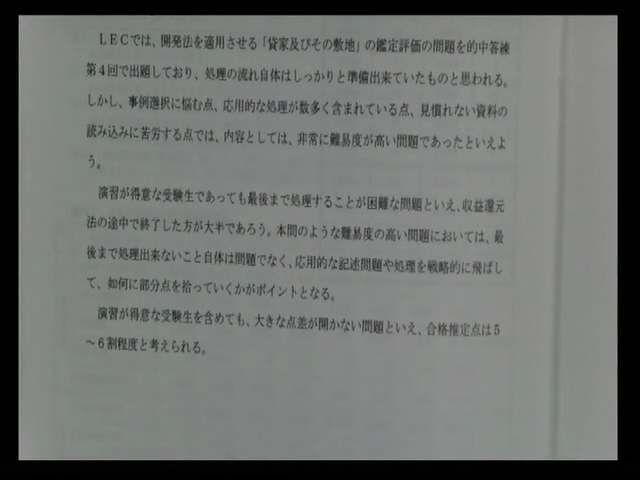 LECでは、開発法を適用させる「貸家及びその敷地」の鑑定評価の問題を的中答練
第4回で出題しており、処理の流れ自体はしっかりと準備出来ていたものと思われる。
しかし、事例選択に悩む点、応用的な処理が数多く含まれている点、見慣れない資料の
読み込みに苦労する点では、内容としては、非常に難易度が高い問題であったといえよ
う。
演習が得意な受験生であっても最後まで処理することが困難な問題といえ、収益還元
法の途中で終了した方が大半であろう。本問のような難易度の高い問題においては、最
後まで処理出来ないこと自体は問題でなく、応用的な記述問題や処理を戦略的に飛ばし
て、如何に部分点を拾っていくかがポイントとなる。
演習が得意な受験生を含めても、大きな点差が開かない問題といえ、合格推定点は5
～6割程度と考えられる。